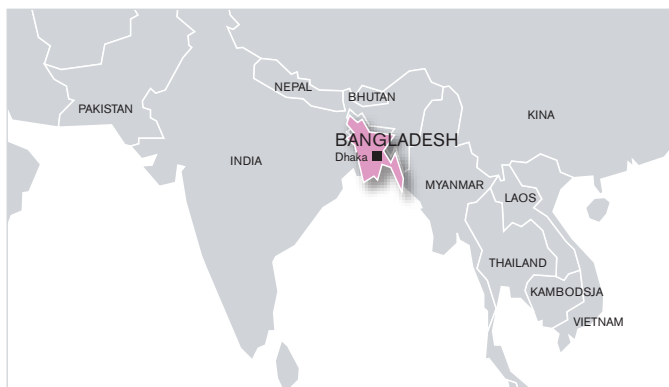 NEPAL
BHUTAN
PAKISTAN
KINA
BANGLADESH
Dhaka
INDIA
MYANMAR
LAOS
THAILAND
KAMBODSJA
VIETNAM